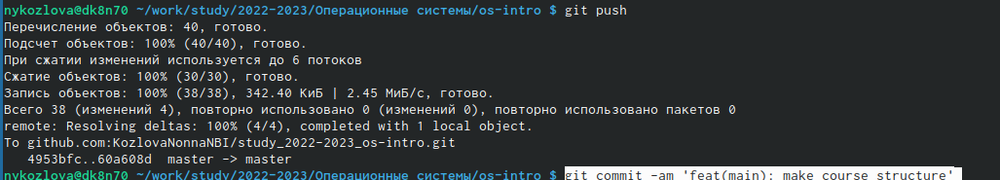 nykozlova@dk8n70 ~/work/study/2022-2023/Операционные системы/os-intro $ git push
Перечисление объектов: 40, готово.
Подсчет объектов: 100% (40/40), готово.
При сжатии изменений используется до 6 потоков
Сжатие объектов: 100% (30/30), готово.
Запись объектов: 100% (38/38), 342.40 КиБ | 2.45 МиБ/с, готово.
Всего 38 (изменений 4), повторно использовано 0 (изменений 0), повторно использовано пакетов 0
remote: Resolving deltas: 100% (4/4), completed with 1 local object.
To github.com:KozlovaNonnaNBI/study_2022-2023_os-intro.git
   4953bfc..60a608d  master -> master
nykozlova@dk8n70 ~/work/study/2022-2023/Операционные системы/os-intro $ git commit -am 'feat(main): make course structure'